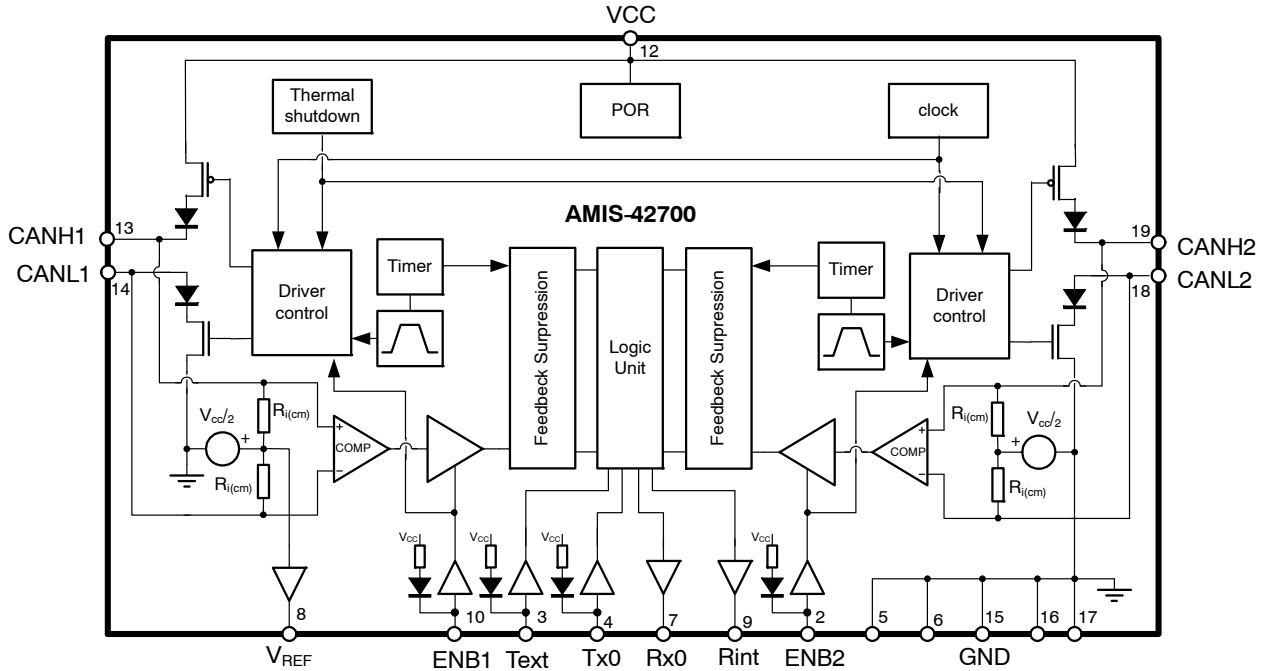 VCC
12
Thermal
shutdown
POR
clock
AMIS-42700
13
CANH1
CANL1
14
19
CANH2
CANL2
18
Timer
Driver
control
Feedbeck Surpression
Logic
Unit
Feedbeck Surpression
Timer
Driver
control
Vcc/2
+
Ri(cm)
Ri(cm)
+
COMP
−
+
COMP
−
Ri(cm)
Ri(cm)
Vcc/2
+
VCC
VCC
VCC
VCC
8
10
3
4
7
9
2
5
6
15
16
17
VREF
ENB1
Text
Tx0
Rx0
Rint
ENB2
GND